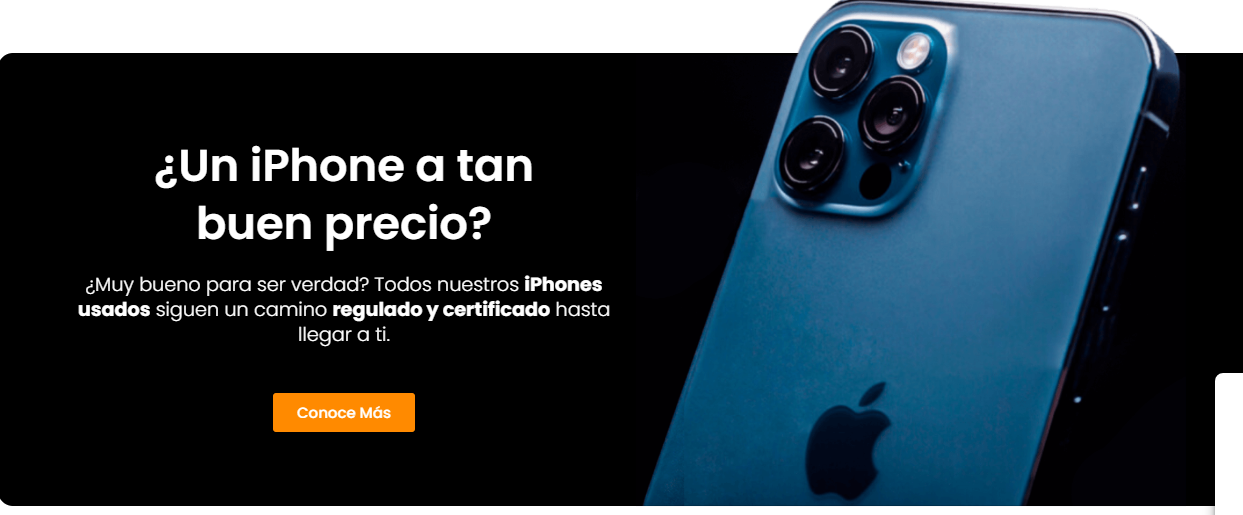 ¿Un iPhone a tan
buen precio?
¿Muy bueno para ser verdad? Todos nuestros iPhones
usados siguen un camino regulado y certificado hasta
llegar a ti.
Conoce Más